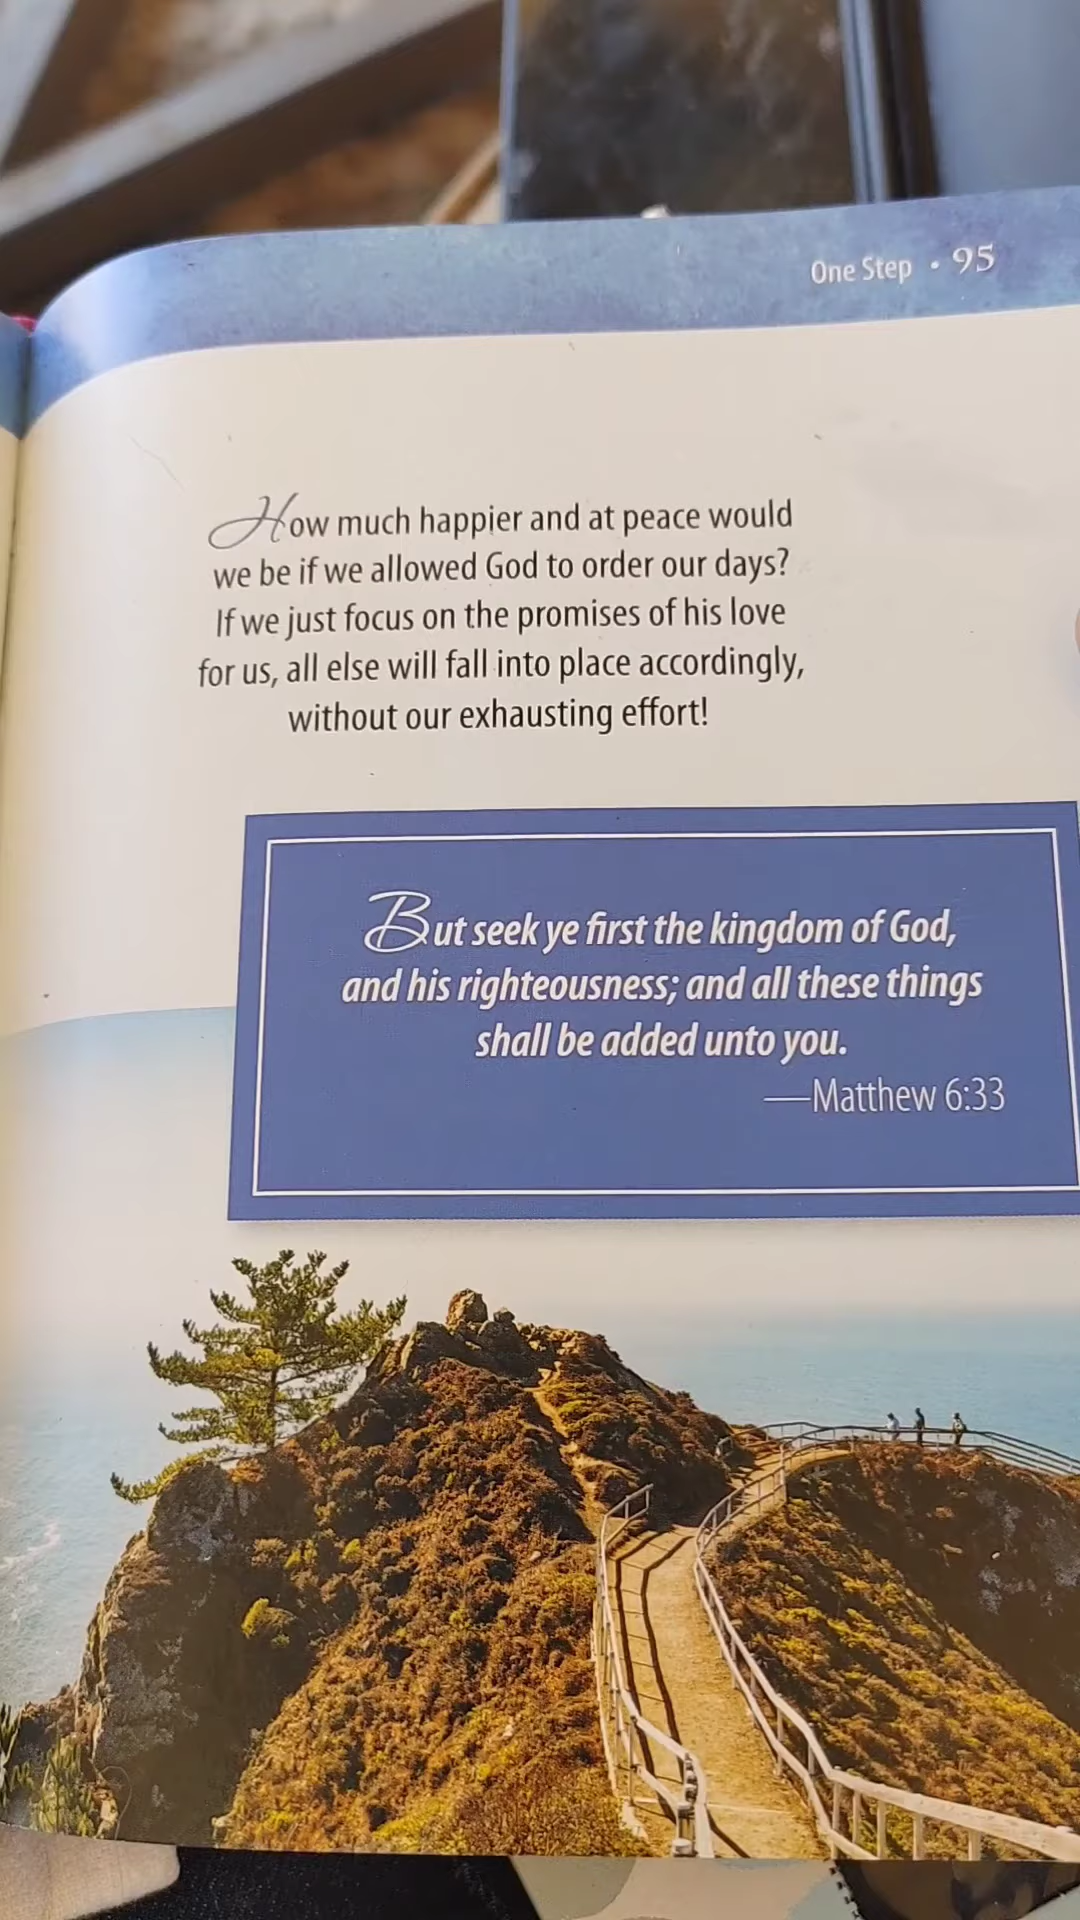 One Step • 95
How much happier and at peace would
we be if we allowed God to order our days?
If we just focus on the promises of his love
for us, all else will fall into place accordingly,
without our exhausting effort!
But seek ye first the kingdom of God,
and his righteousness; and all these things
shall be added unto you.
—Matthew 6:33